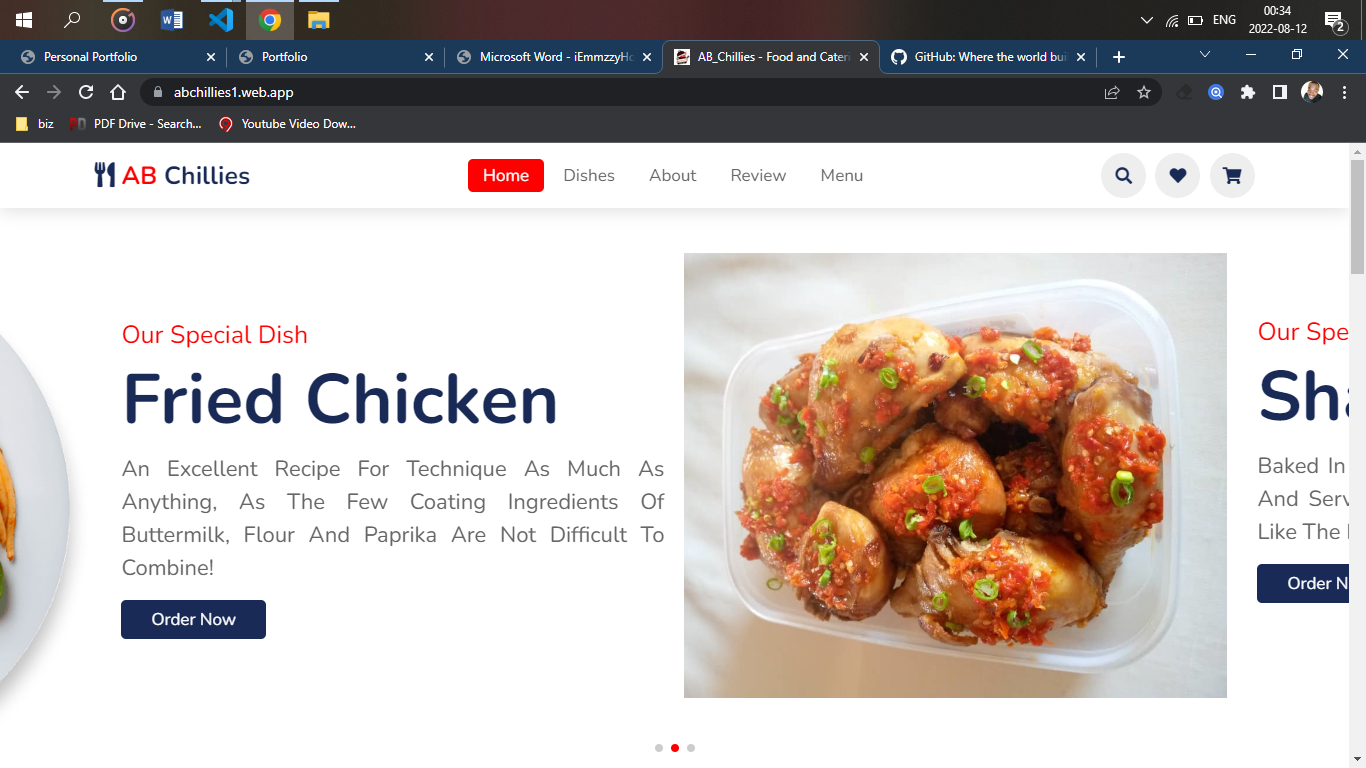 ENG
00:34
2022-08-12
2
Personal Portfolio
Portfolio
Microsoft Word - iEmmzzyHo
AB_Chillies - Food and Cateri
GitHub: Where the world bui
abchillies1.web.app
biz
PDF Drive - Search...
Youtube Video Dow...
AB Chillies
Home
Dishes
About
Review
Menu
Our Special Dish
Fried Chicken
An Excellent Recipe For Technique As Much As
Anything, As The Few Coating Ingredients Of
Buttermilk, Flour And Paprika Are Not Difficult To
Combine!
Order Now
Our Spe
Sha
Baked In
And Serv
Like The
Order N